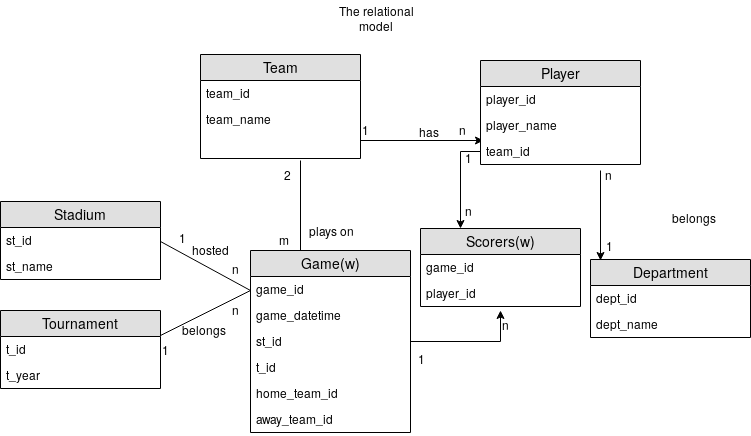 The relational
model
Team
team_id
team_name
Player
player_id
player_name
team_id
1
has
n
2
m
plays on
1
n
n
1
belongs
Stadium
st_id
st_name
1
hosted
n
Tournament
t_id
t_year
n
belongs
1
Game(w)
game_id
game_datetime
st_id
t_id
home_team_id
away_team_id
Scorers(w)
game_id
player_id
n
1
Department
dept_id
dept_name